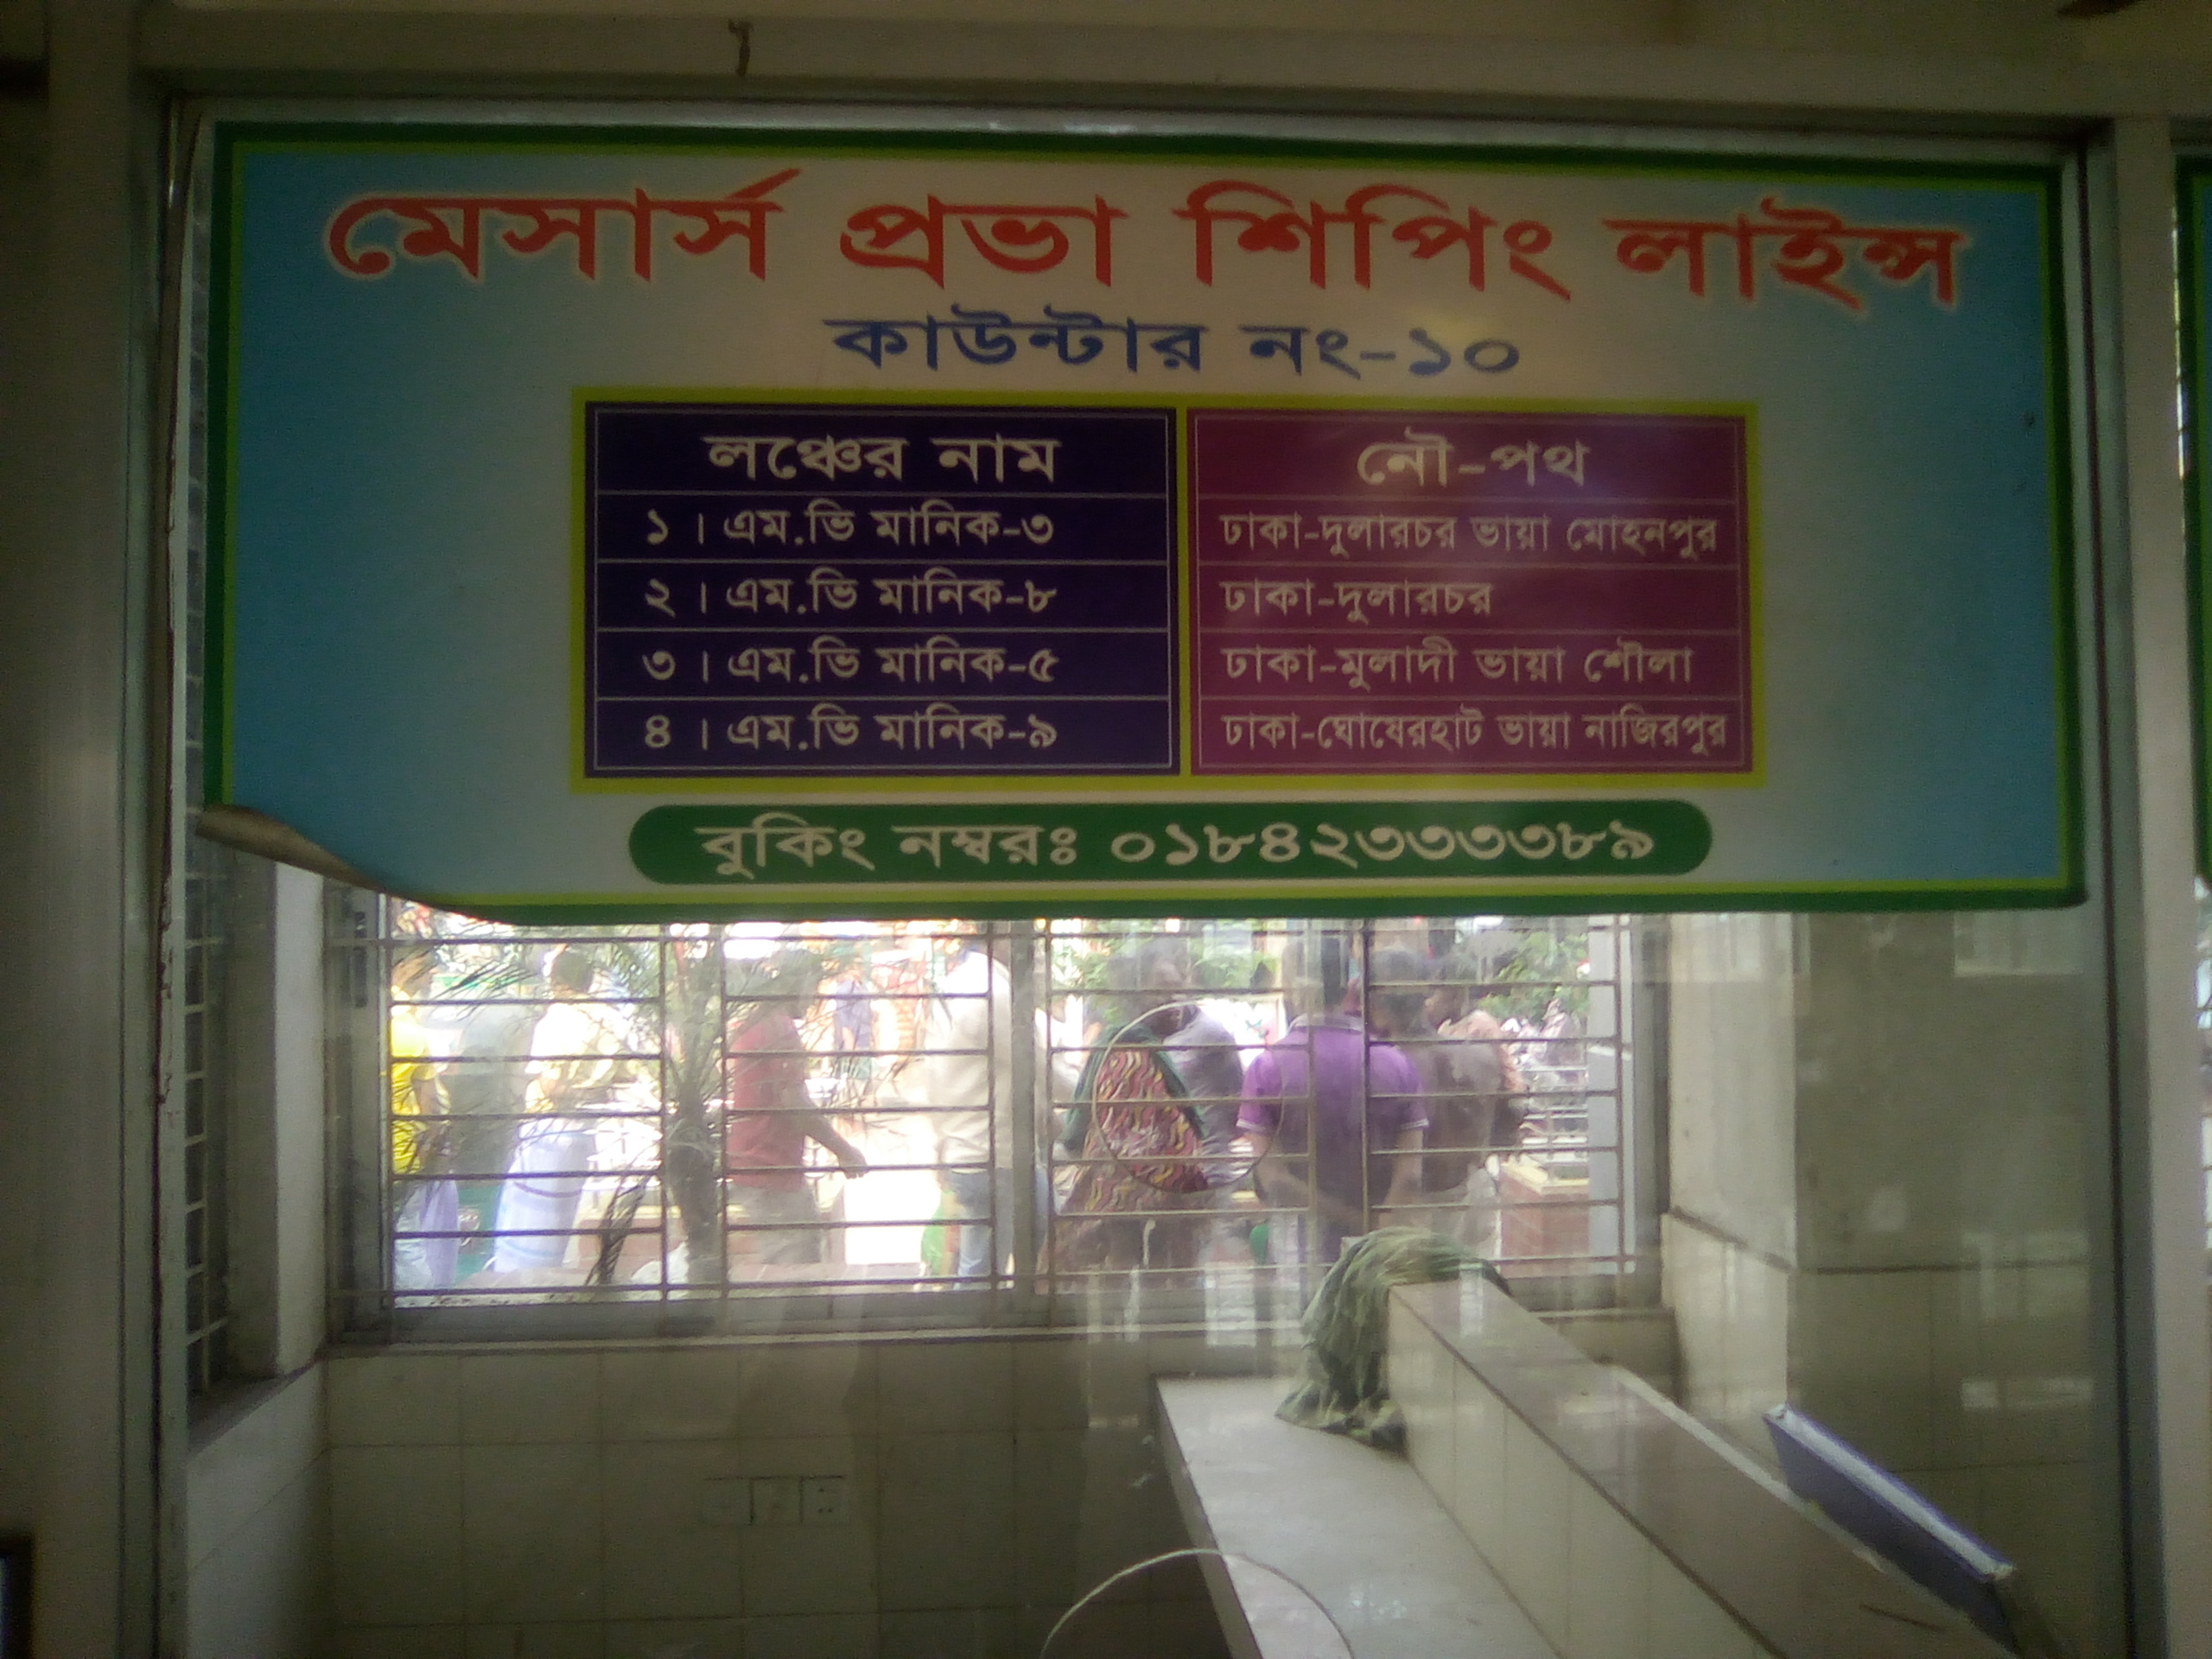 মেসার্স প্রভা শিপিং লাইন্স
কাউন্টার নং-১০
লঞ্চের নাম নৌ-পথ
১। এম.ভি মানিক-৩ ঢাকা-দুলারচর ভায়া মোহনপুর
২। এম.ভি মানিক-৮ ঢাকা-দুলারচর
৩। এম.ভি মানিক-৫ ঢাকা-মুলাদী ভায়া শৌলা
৪। এম.ভি মানিক-৯ ঢাকা-ঘোষেরহাট ভায়া নাজিরপুর
বুকিং নম্বরঃ ০১৮৪২৩৩৩৩৮৯